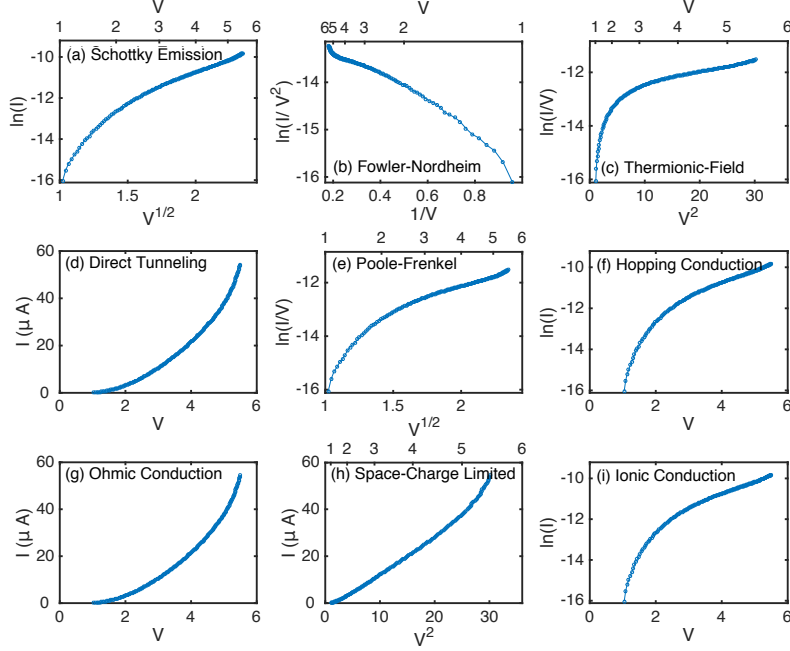 V V V
1 2 3 4 5 6 65 4 3 2 1 1 2 3 4 5 6
(a) Schottky Emission
(b) Fowler-Nordheim
(c) Thermionic-Field
ln(I)
-10
-12
-14
-16
1 1.5 2
V^1/2
ln(I/ V^2)
-14
-15
-16
0.2 0.4 0.6 0.8 1
1/V
ln(I/V)
-12
-14
-16
0 10 20 30
V^2
(d) Direct Tunneling
I (μ A)
60
40
20
0
0 2 4 6
V
1 2 3 4 5 6
(e) Poole-Frenkel
ln(I/V)
-12
-14
-16
1 1.5 2
V^1/2
(f) Hopping Conduction
ln(I)
-10
-12
-14
-16
0 2 4 6
V
(g) Ohmic Conduction
I (μ A)
60
40
20
0
0 2 4 6
V
1 2 3 4 5 6
(h) Space-Charge Limited
I (μ A)
60
40
20
0
0 10 20 30
V^2
(i) Ionic Conduction
ln(I)
-10
-12
-14
-16
0 2 4 6
V